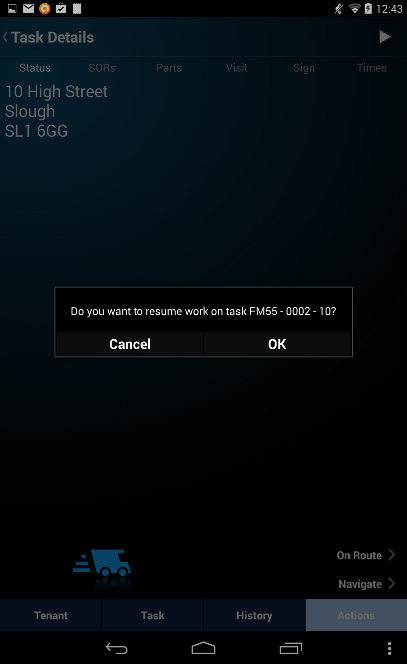 12:43
Task Details
Status SORs Parts Visit Sign Times
10 High Street
Slough
SL1 6GG
Do you want to resume work on task FM55 - 0002 - 10?
Cancel OK
On Route
Navigate
Tenant Task History Actions